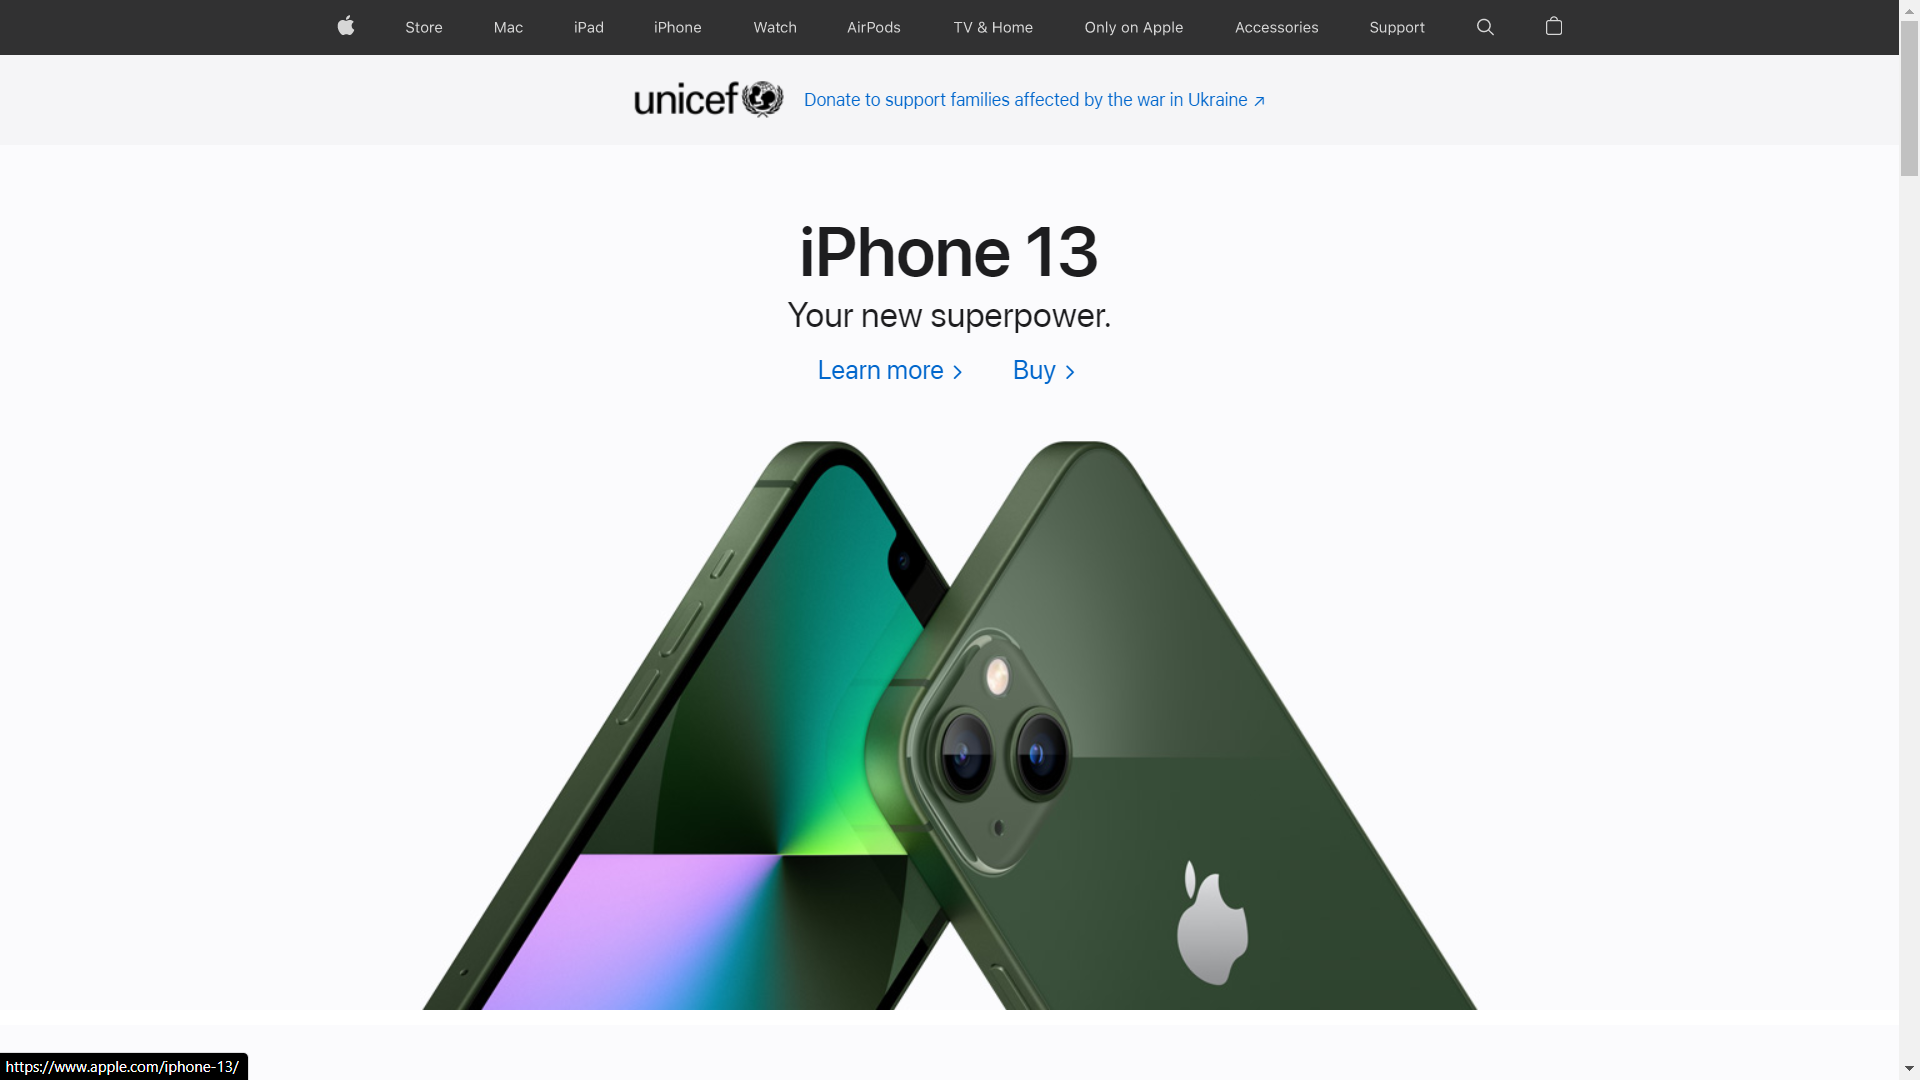 Store Mac iPad iPhone Watch AirPods TV & Home Only on Apple Accessories Support
unicef Donate to support families affected by the war in Ukraine ↗
iPhone 13
Your new superpower.
Learn more > Buy >
https://www.apple.com/iphone-13/